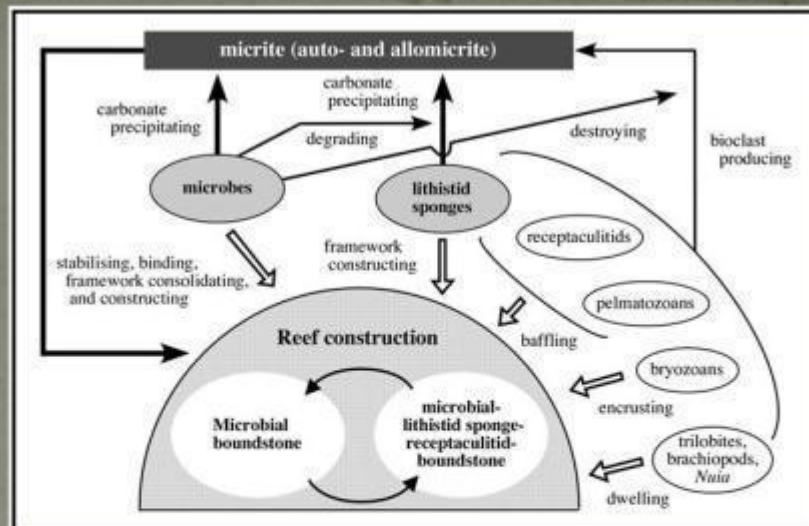 micrite (auto- and allomicrite)
carbonate
precipitating
carbonate
precipitating
degrading
destroying
bioclast
producing
microbes
lithistid
sponges
receptaculitids
stabilising, binding,
framework consolidating,
and constructing
framework
constructing
pelmatozoans
baffling
Reef construction
bryozoans
encrusting
Microbial
boundstone
microbial-
lithistid sponge-
receptaculitid-
boundstone
trilobites,
brachiopods,
Nuia
dwelling